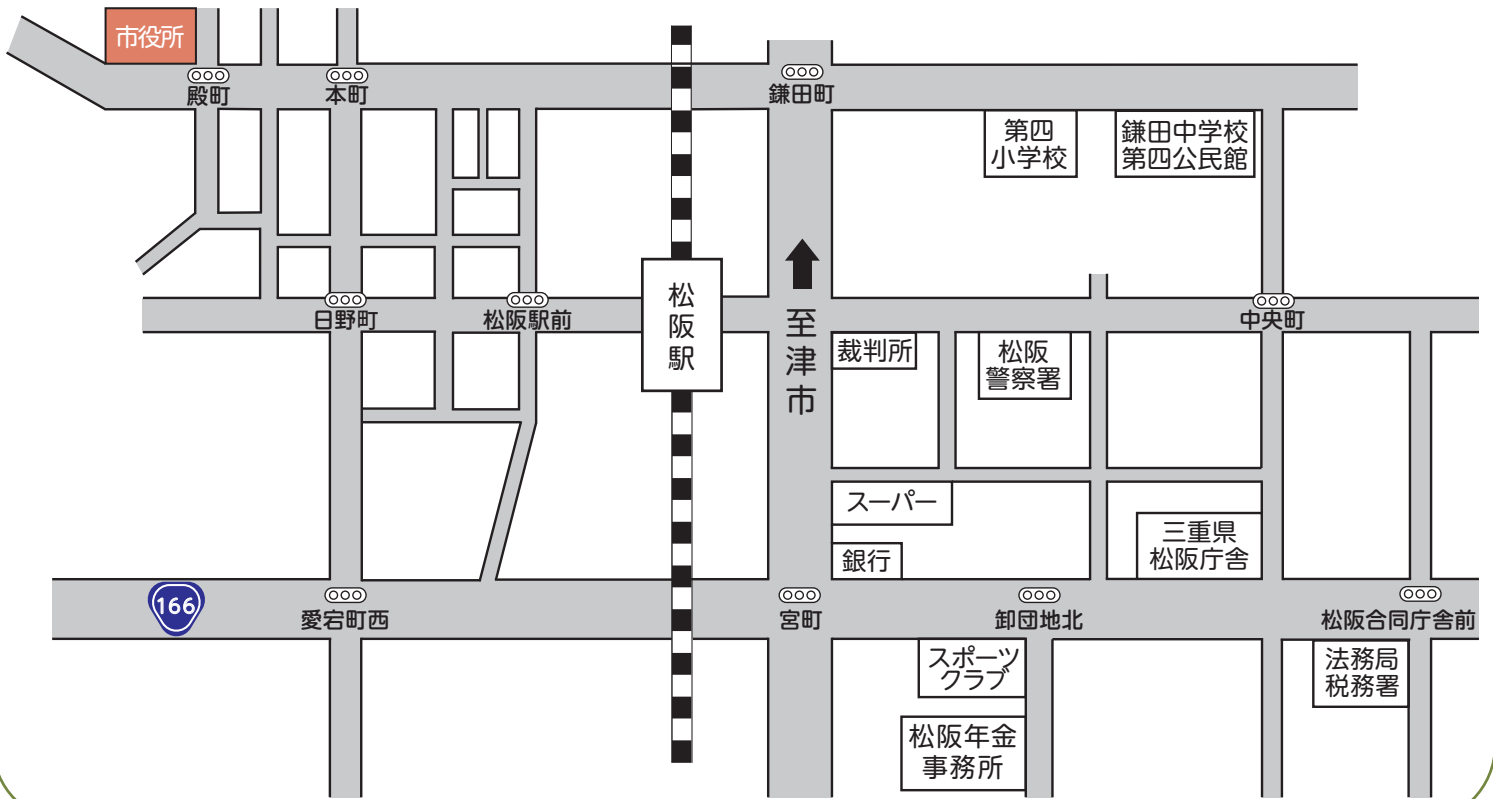 市役所
殿町
本町
鎌田町
第四
小学校
鎌田中学校
第四公民館
日野町
松阪駅前
松阪駅
至津市
中央町
裁判所
松阪
警察署
スーパー
銀行
三重県
松阪庁舎
166
愛宕町西
宮町
卸団地北
松阪合同庁舎前
スポーツ
クラブ
法務局
税務署
松阪年金
事務所